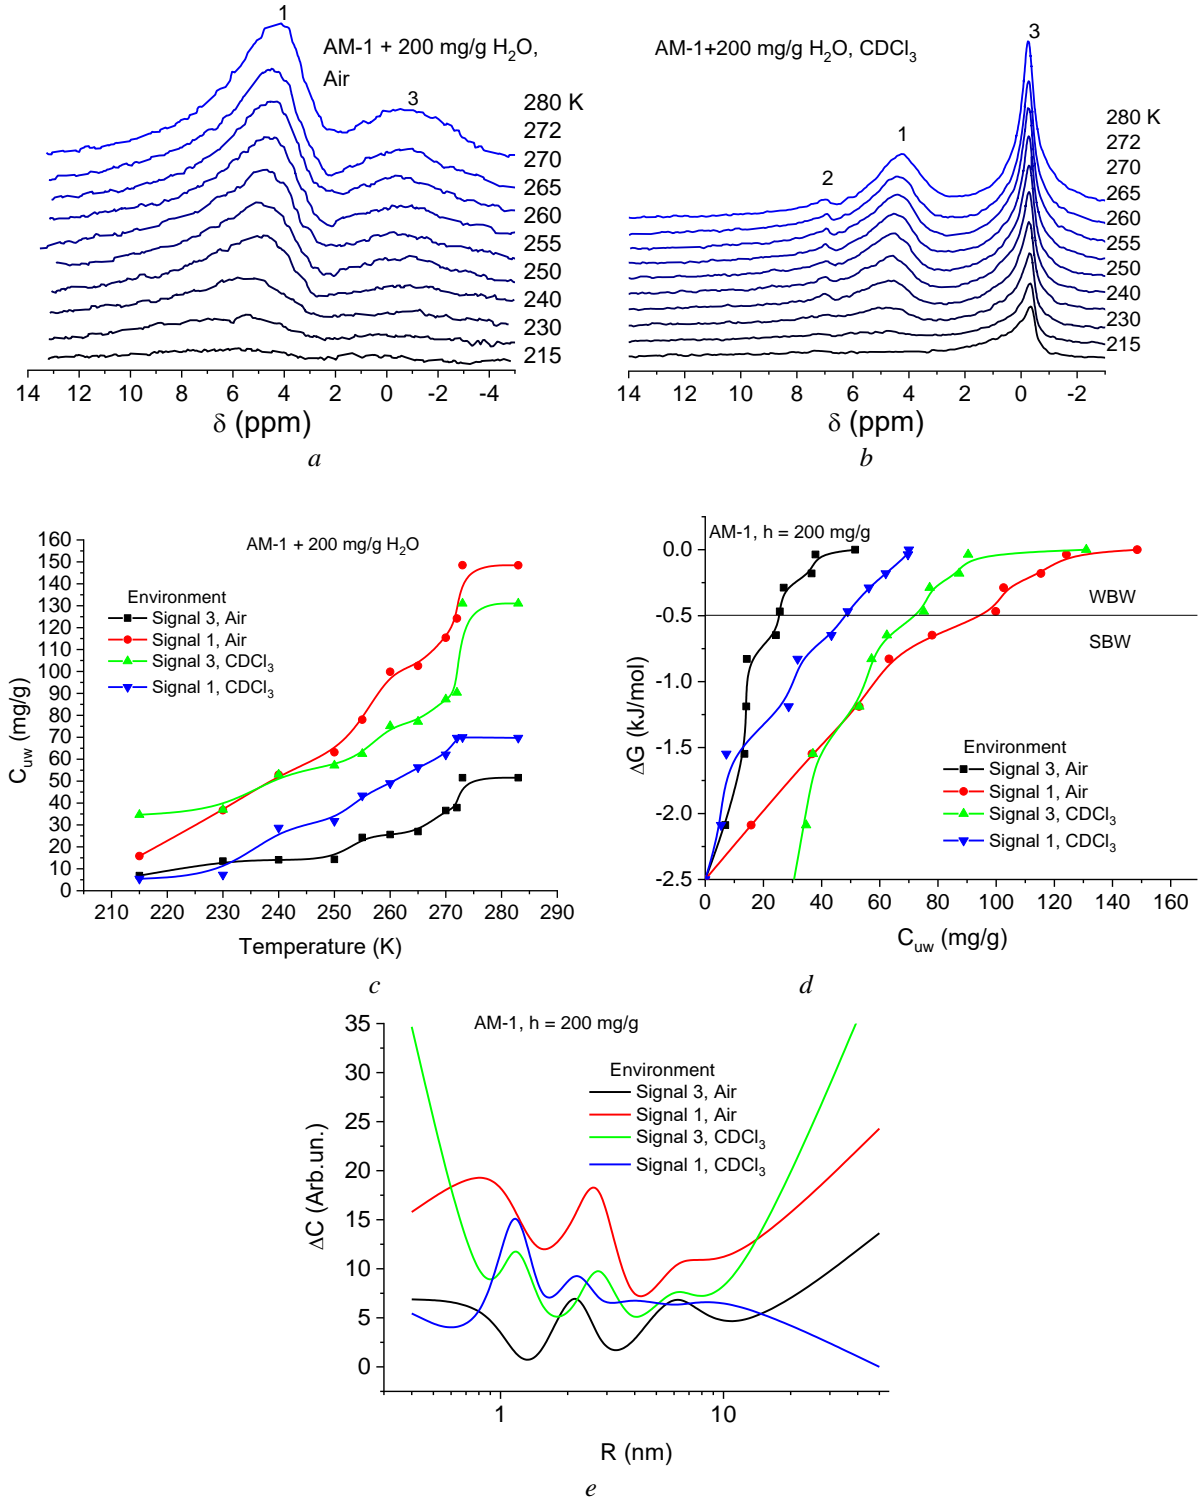 1
AM-1 + 200 mg/g H₂O,
Air
3
280 K
272
270
265
260
255
250
240
230
215
14 12 10 8 6 4 2 0 -2 -4
δ (ppm)
a
AM-1+200 mg/g H₂O, CDCl₃
3
1
2
280 K
272
270
265
260
255
250
240
230
215
14 12 10 8 6 4 2 0 -2
δ (ppm)
b
AM-1 + 200 mg/g H₂O
Environment
Signal 3, Air
Signal 1, Air
Signal 3, CDCl₃
Signal 1, CDCl₃
C_uw (mg/g)
160
150
140
130
120
110
100
90
80
70
60
50
40
30
20
10
0
210 220 230 240 250 260 270 280 290
Temperature (K)
c
AM-1, h = 200 mg/g
WBW
SBW
Environment
Signal 3, Air
Signal 1, Air
Signal 3, CDCl₃
Signal 1, CDCl₃
ΔG (kJ/mol)
0.0
-0.5
-1.0
-1.5
-2.0
-2.5
0 20 40 60 80 100 120 140 160
C_uw (mg/g)
d
AM-1, h = 200 mg/g
Environment
Signal 3, Air
Signal 1, Air
Signal 3, CDCl₃
Signal 1, CDCl₃
ΔC (Arb.un.)
35
30
25
20
15
10
5
0
1 10
R (nm)
e